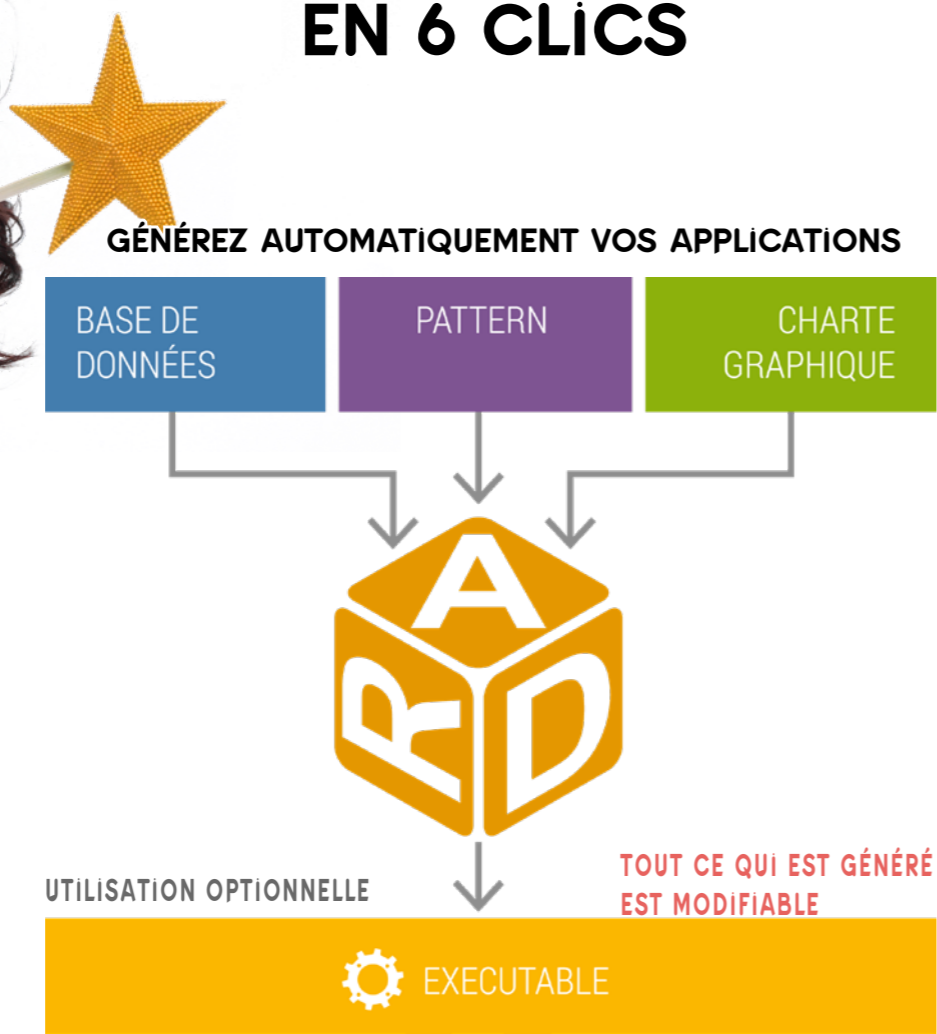 EN 6 CLiCS
GÉNÉREZ AUTOMATiQUEMENT VOS APPLiCATiONS
BASE DE
DONNÉES
PATTERN
CHARTE
GRAPHIQUE
A
R
D
UTiLiSATiON OPTiONNELLE
TOUT CE QUi EST GÉNÉRÉ
EST MODiFiABLE
EXECUTABLE